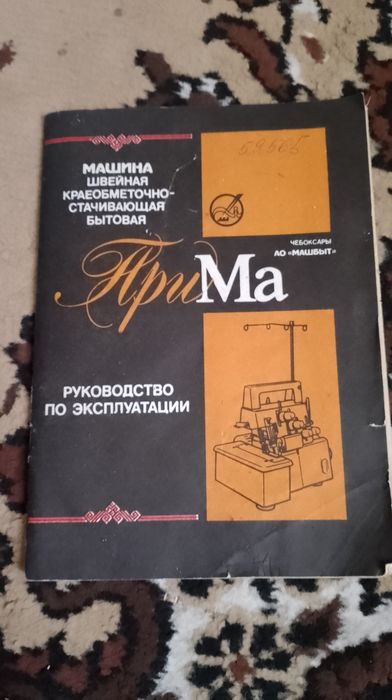 МАШИНА
ШВЕЙНАЯ
КРАЕОБМЕТОЧНО-
СТАЧИВАЮЩАЯ
БЫТОВАЯ
ЧЕБОКСАРЫ
АО «МАШБЫТ»
ПриМа
РУКОВОДСТВО
ПО ЭКСПЛУАТАЦИИ